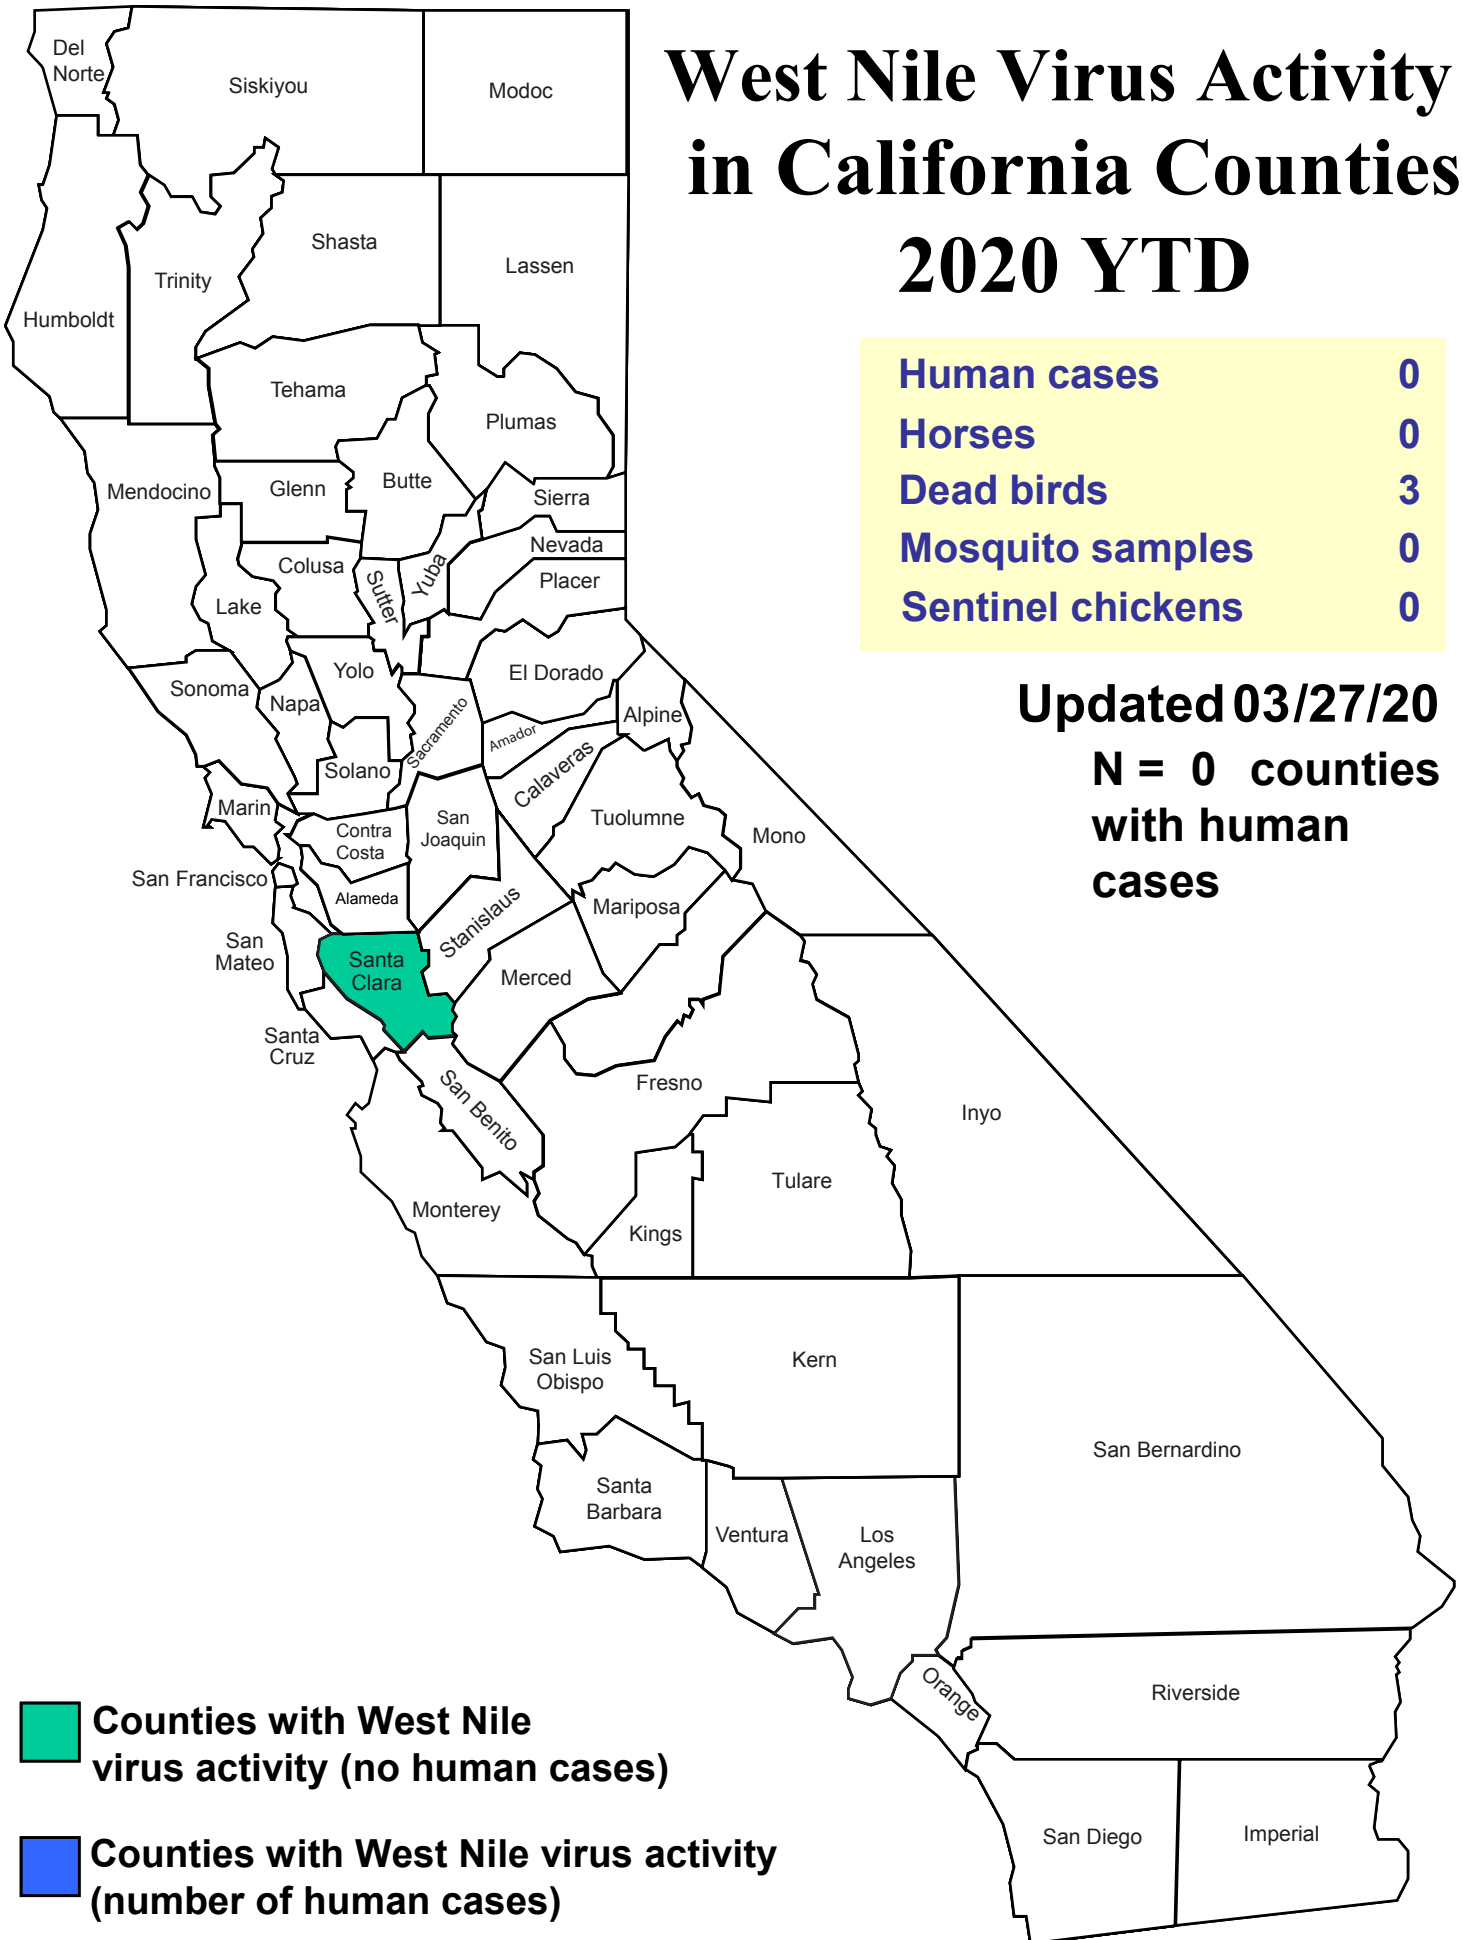 West Nile Virus Activity
in California Counties
2020 YTD
Human cases 0
Horses 0
Dead birds 3
Mosquito samples 0
Sentinel chickens 0
Updated 03/27/20
N = 0 counties
with human
cases
Del
Norte
Siskiyou
Modoc
Shasta
Lassen
Trinity
Humboldt
Tehama
Plumas
Mendocino
Glenn
Butte
Sierra
Nevada
Colusa
Sutter
Yuba
Placer
Lake
Yolo
El Dorado
Sonoma
Napa
Sacramento
Amador
Alpine
Solano
Calaveras
Marin
Contra
Costa
San
Joaquin
Tuolumne
Mono
San Francisco
Alameda
Stanislaus
Mariposa
San
Mateo
Santa
Clara
Merced
Santa
Cruz
San Benito
Fresno
Inyo
Monterey
Kings
Tulare
San Luis
Obispo
Kern
San Bernardino
Santa
Barbara
Ventura
Los
Angeles
Orange
Riverside
San Diego
Imperial
Counties with West Nile
virus activity (no human cases)
Counties with West Nile virus activity
(number of human cases)